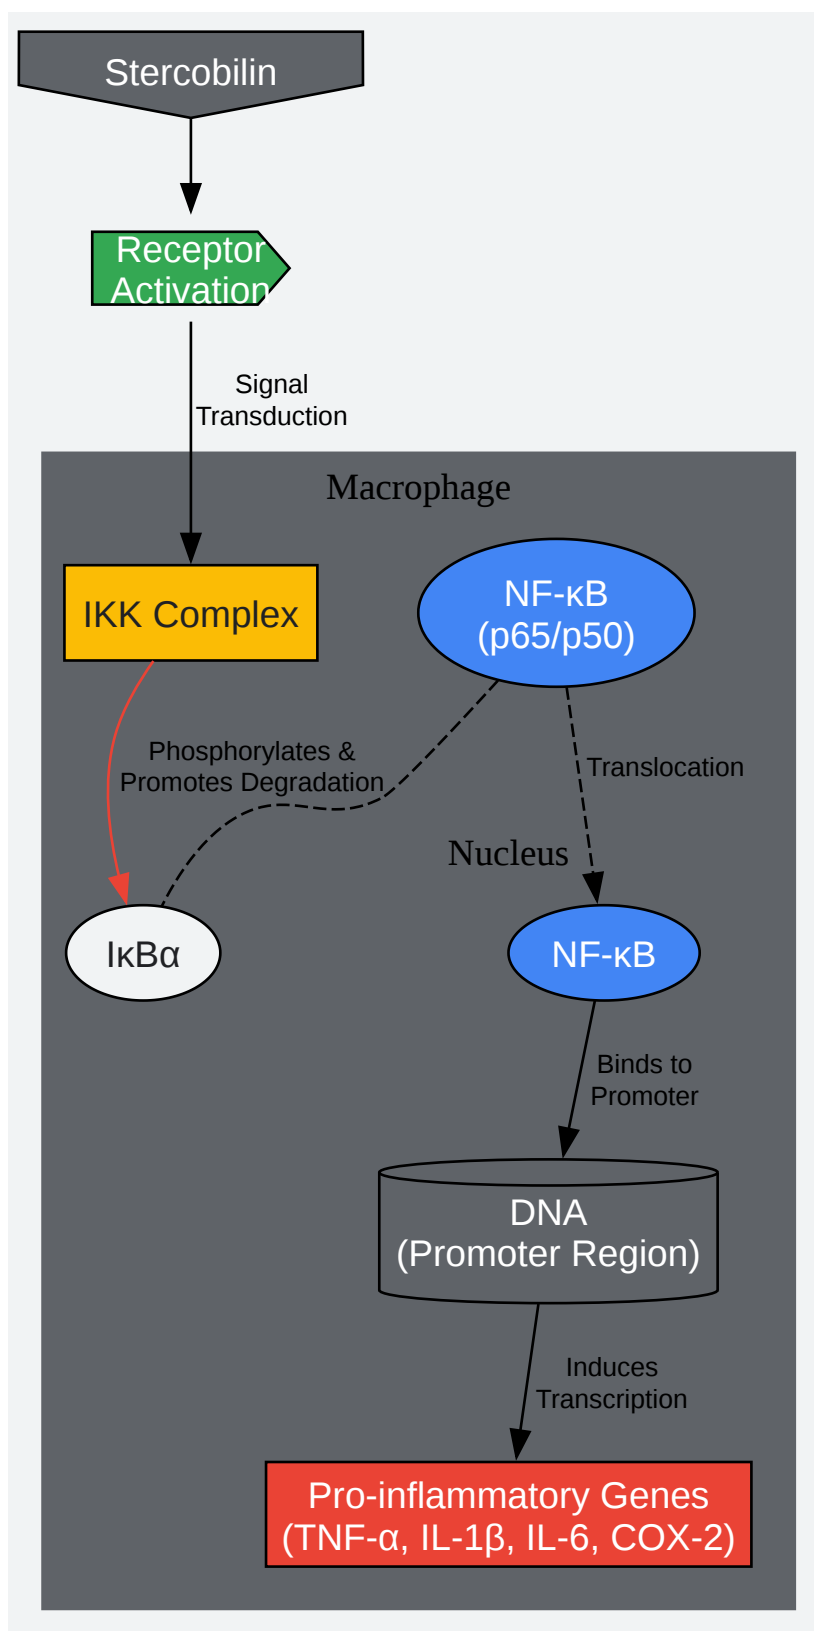 Stercobilin
Receptor
Activation
Signal
Transduction
Macrophage
IKK Complex
NF-κB
(p65/p50)
Phosphorylates &
Promotes Degradation
Translocation
Nucleus
IκBα
NF-κB
Binds to
Promoter
DNA
(Promoter Region)
Induces
Transcription
Pro-inflammatory Genes
(TNF-α, IL-1β, IL-6, COX-2)